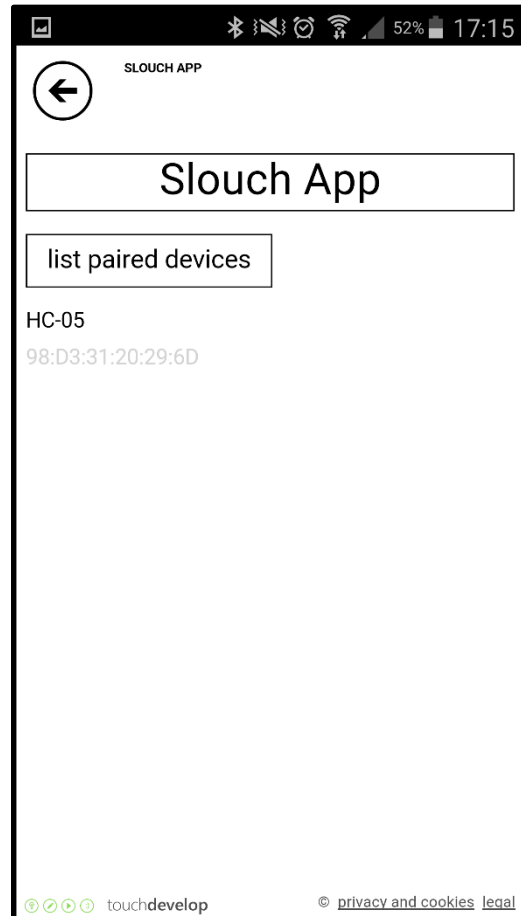 52% 17:15
SLOUCH APP
Slouch App
list paired devices
HC-05
98:D3:31:20:29:6D
touchdevelop © privacy and cookies legal